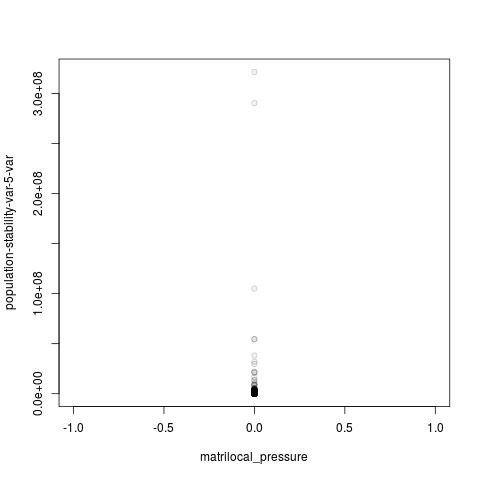 population-stability-var-5-var
3.0e+08
2.0e+08
1.0e+08
0.0e+00
-1.0 -0.5 0.0 0.5 1.0
matrilocal_pressure